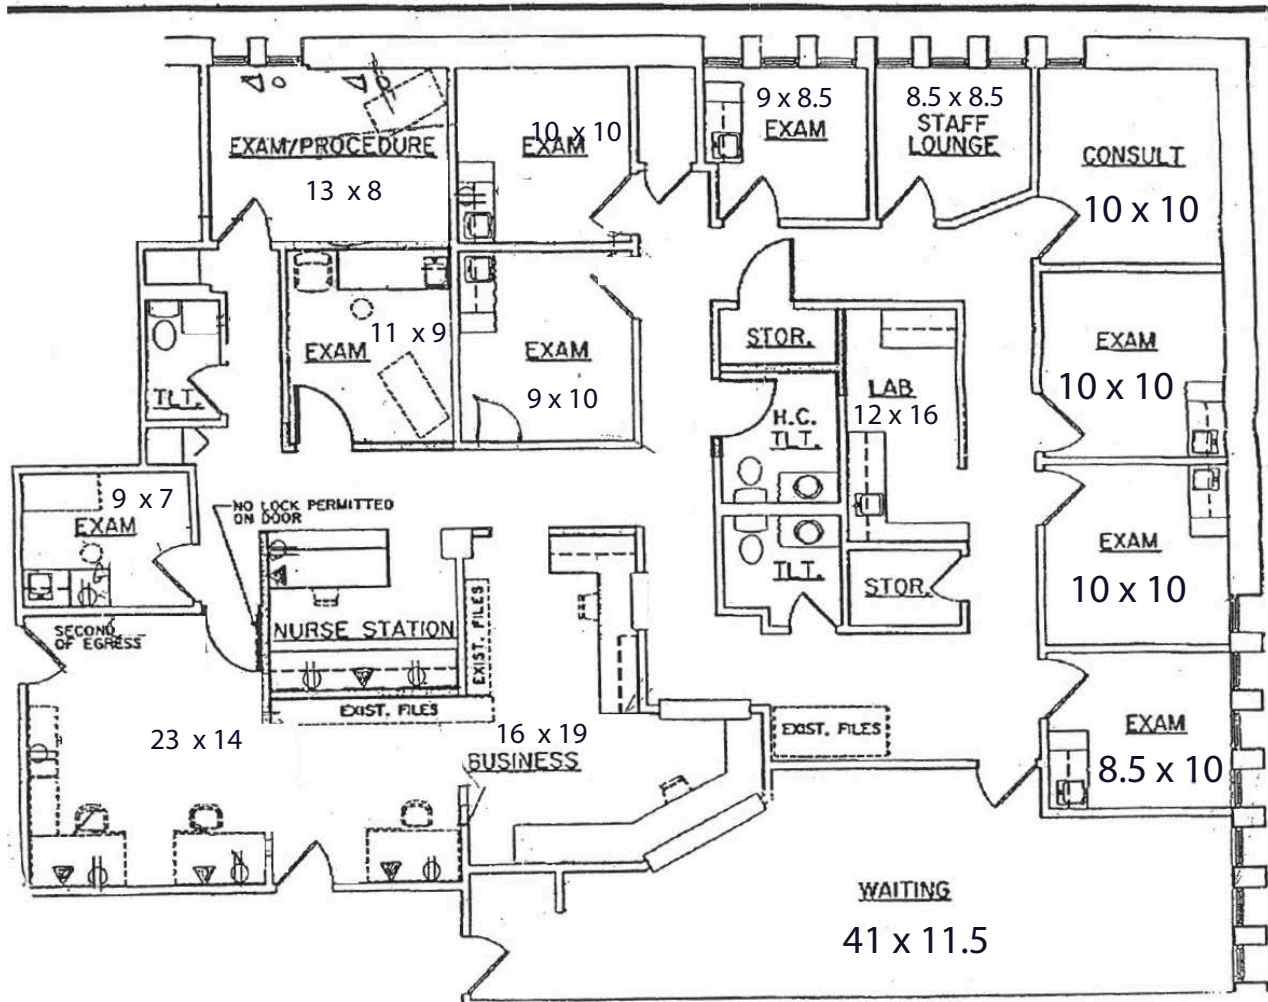 9 x 8.5
EXAM
8.5 x 8.5
STAFF
LOUNGE
10 x 10
EXAM
EXAM/PROCEDURE
13 x 8
CONSULT
10 x 10
11 x 9
EXAM
EXAM
9 x 10
STOR.
EXAM
10 x 10
TLT.
LAB
12 x 16
H.C.
TLT.
9 x 7
EXAM
NO LOCK PERMITTED
ON DOOR
EXAM
10 x 10
TLT.
STOR.
SECOND
OF EGRESS
NURSE STATION
EXIST. FILES
EXIST. FILES
23 x 14
16 x 19
BUSINESS
EXIST. FILES
EXAM
8.5 x 10
WAITING
41 x 11.5